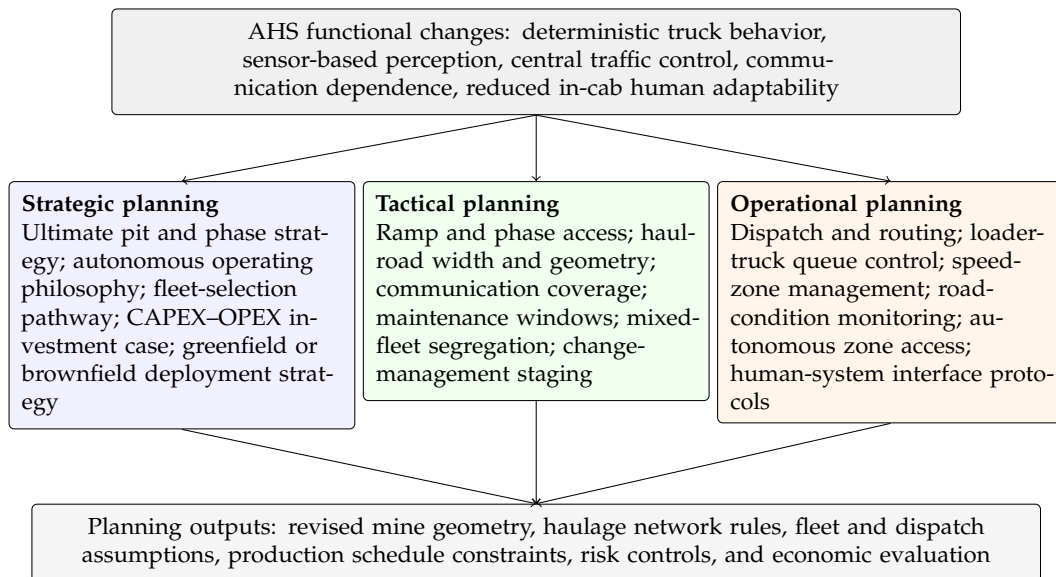 AHS functional changes: deterministic truck behavior,
sensor-based perception, central traffic control, commu-
nication dependence, reduced in-cab human adaptability
Strategic planning
Ultimate pit and phase strat-
egy; autonomous operating
philosophy; fleet-selection
pathway; CAPEX–OPEX in-
vestment case; greenfield or
brownfield deployment strat-
egy
Tactical planning
Ramp and phase access; haul-
road width and geometry;
communication coverage;
maintenance windows; mixed-
fleet segregation; change-
management staging
Operational planning
Dispatch and routing; loader-
truck queue control; speed-
zone management; road-
condition monitoring; au-
tonomous zone access;
human-system interface proto-
cols
Planning outputs: revised mine geometry, haulage network rules, fleet and dispatch
assumptions, production schedule constraints, risk controls, and economic evaluation